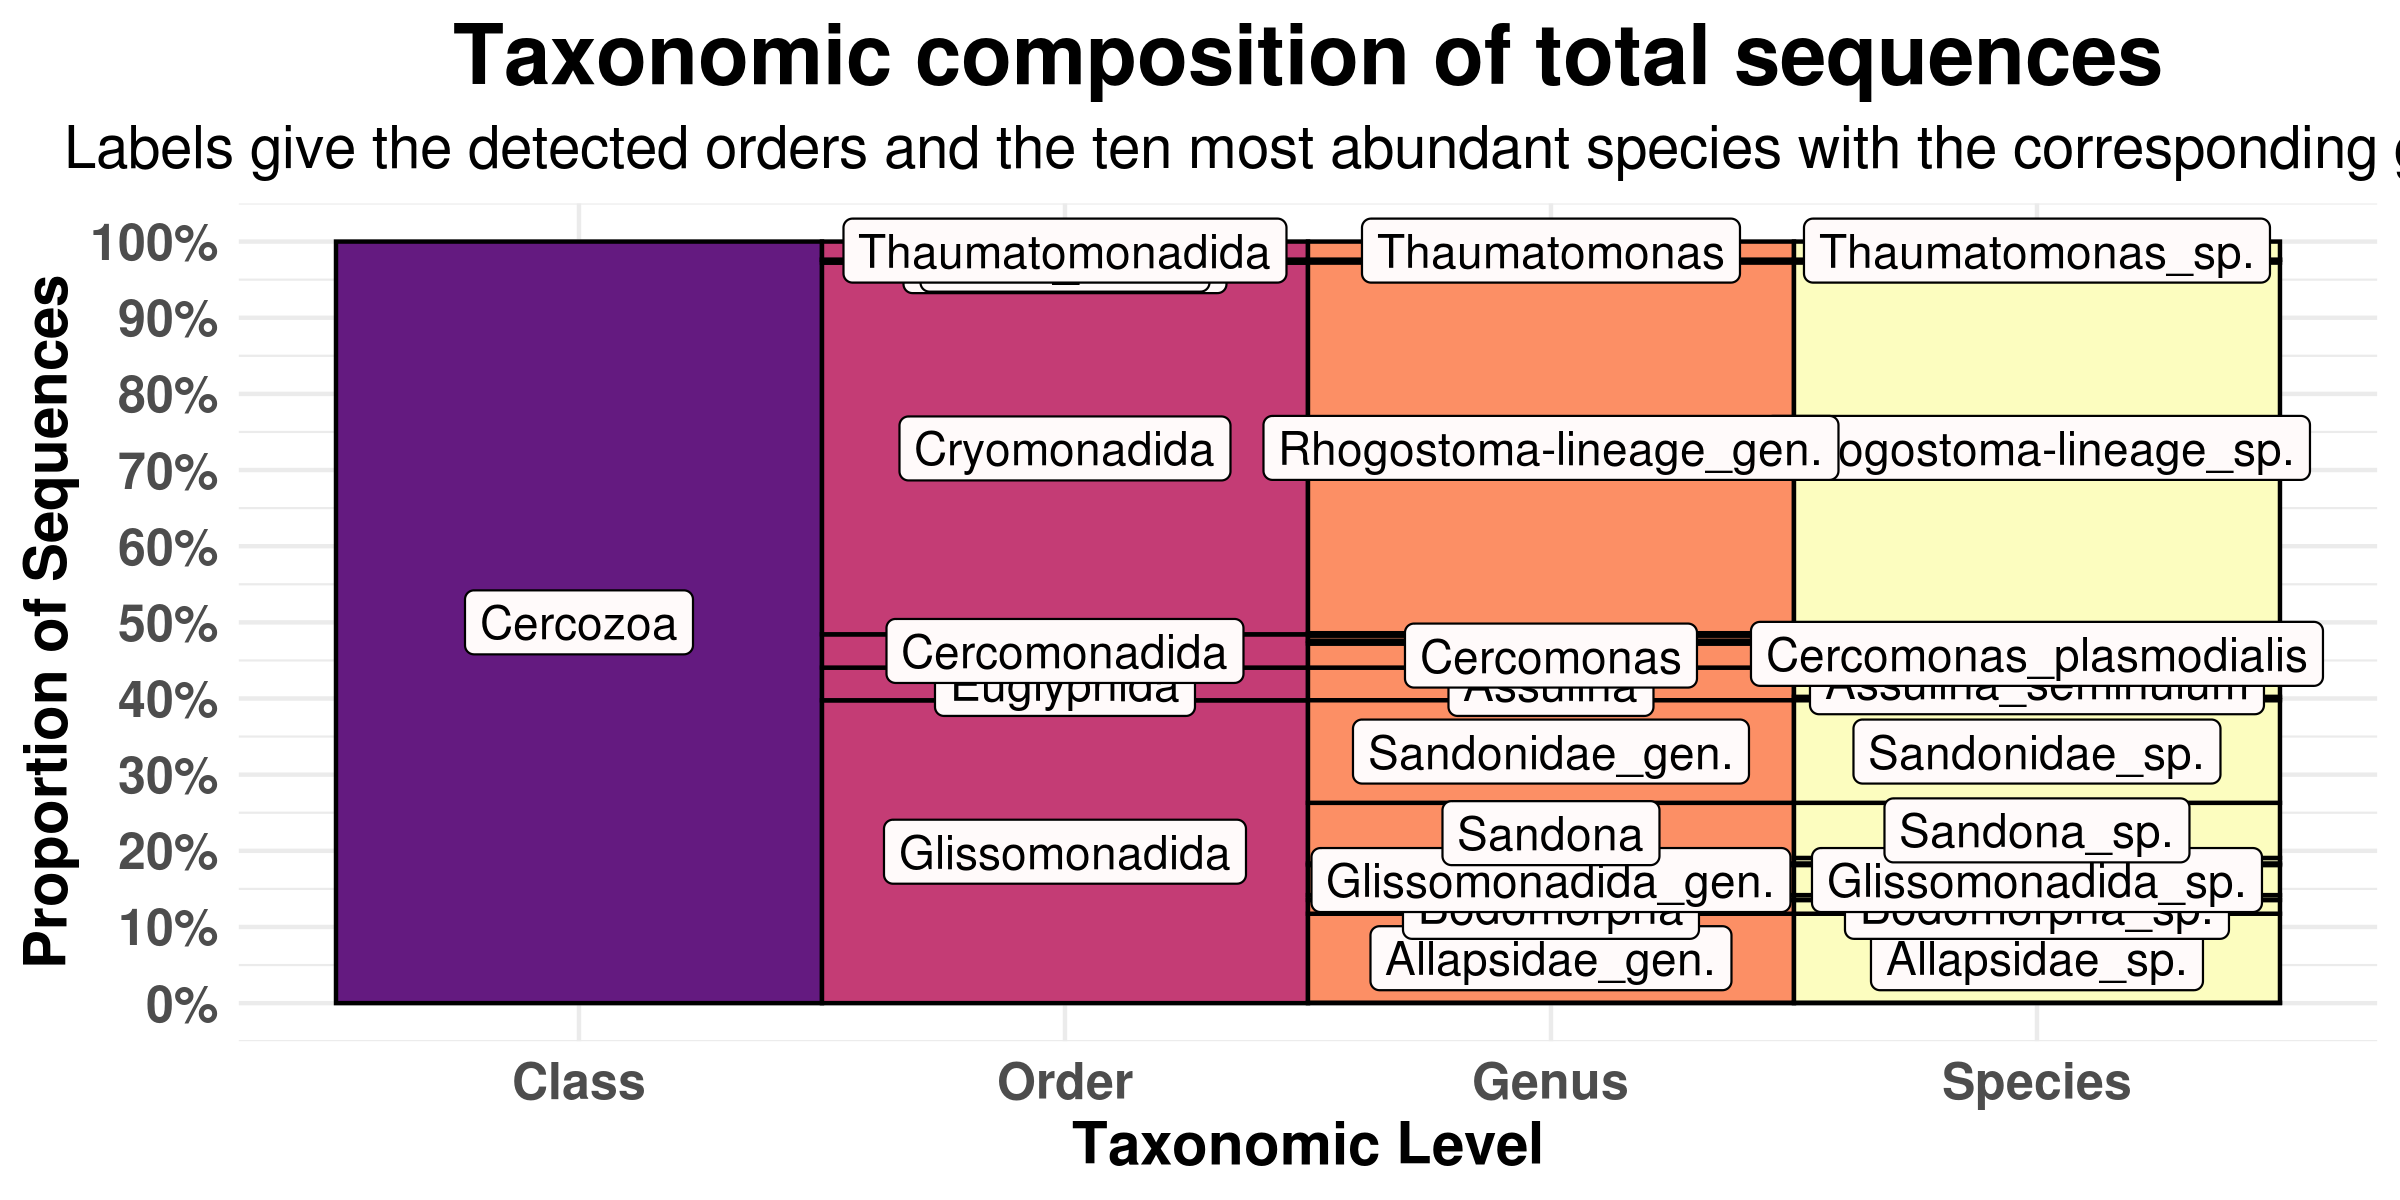 Taxonomic composition of total sequences
Labels give the detected orders and the ten most abundant species with the corresponding
Proportion of Sequences
100%
90%
80%
70%
60%
50%
40%
30%
20%
10%
0%
Cercozoa
Thaumatomonadida
Cryomonadida
Cercomonadida
Euglyphida
Glissomonadida
Thaumatomonas
Rhogostoma-lineage_gen.
Cercomonas
Assulina
Sandonidae_gen.
Sandona
Glissomonadida_gen.
Bodomorpha
Allapsidae_gen.
Thaumatomonas_sp.
ogostoma-lineage_sp.
Cercomonas_plasmodialis
Assulina_seminulum
Sandonidae_sp.
Sandona_sp.
Glissomonadida_sp.
Bodomorpha_sp.
Allapsidae_sp.
Class
Order
Genus
Species
Taxonomic Level